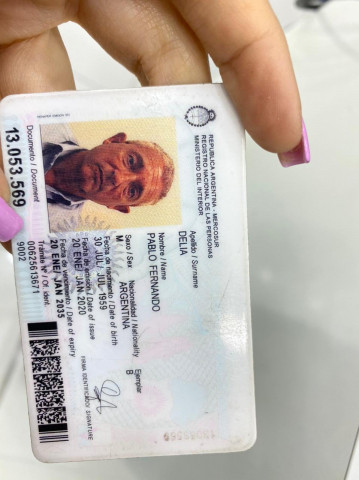 REPUBLICA ARGENTINA - MERCOSUR
REGISTRO NACIONAL DE LAS PERSONAS
MINISTERIO DEL INTERIOR
Apellido / Surname
DELIA
Nombre / Name
PABLO FERNANDO
Sexo / Sex Nacionalidad / Nationality Ejemplar
M ARGENTINA B
Fecha de nacimiento / Date of birth
30 JUL/ JUL 1959
Fecha de emisión / Date of issue
20 ENE/ JAN 2020
Fecha de vencimiento / Date of expiry
20 ENE/ JAN 2035
Trámite Nº / Of. ident.
00625613671
9002
FIRMA IDENTIFICADO / SIGNATURE
Documento / Document
13.053.569